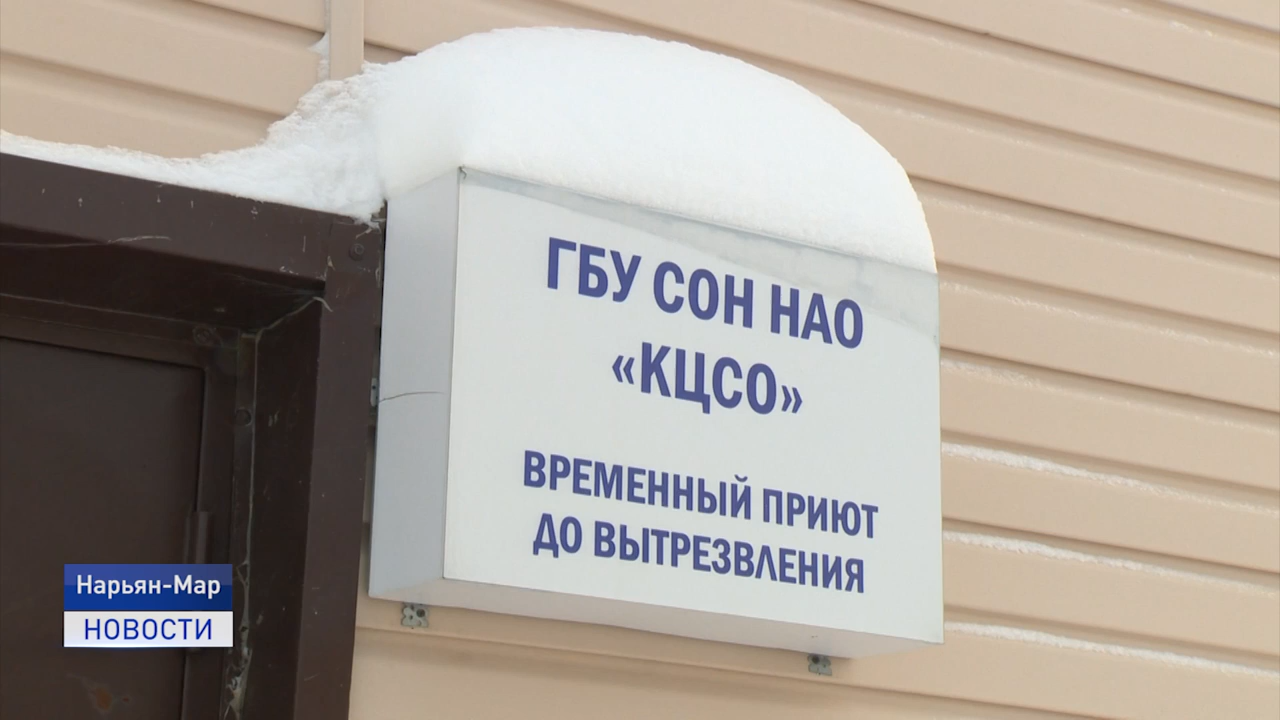 ГБУ СОН НАО
«КЦСО»
ВРЕМЕННЫЙ ПРИЮТ
ДО ВЫТРЕЗВЛЕНИЯ
Нарьян-Мар
НОВОСТИ